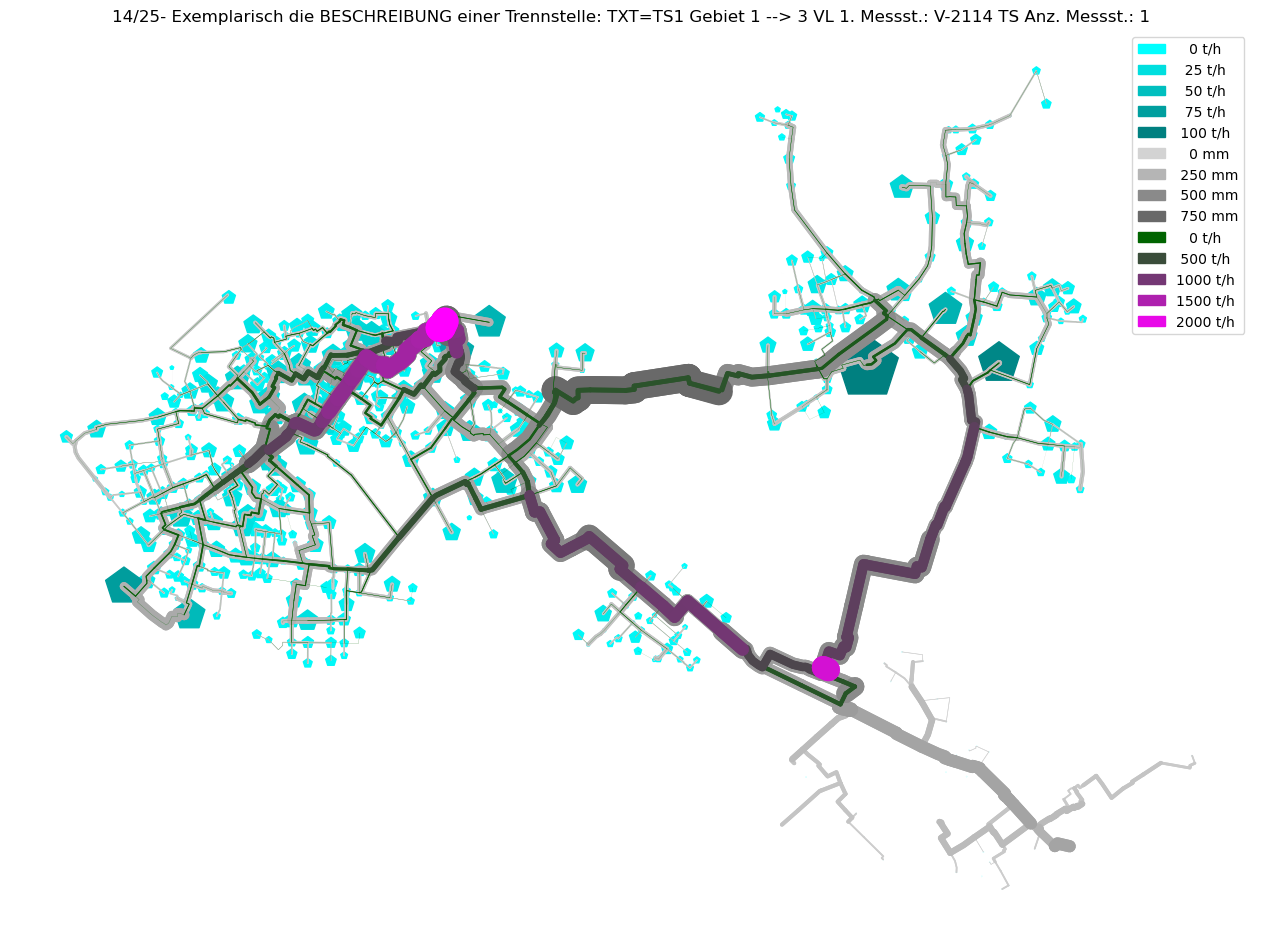 14/25- Exemplarisch die BESCHREIBUNG einer Trennstelle: TXT=TS1 Gebiet 1 --> 3 VL 1. Messst.: V-2114 TS Anz. Messst.: 1
0 t/h
25 t/h
50 t/h
75 t/h
100 t/h
0 mm
250 mm
500 mm
750 mm
0 t/h
500 t/h
1000 t/h
1500 t/h
2000 t/h